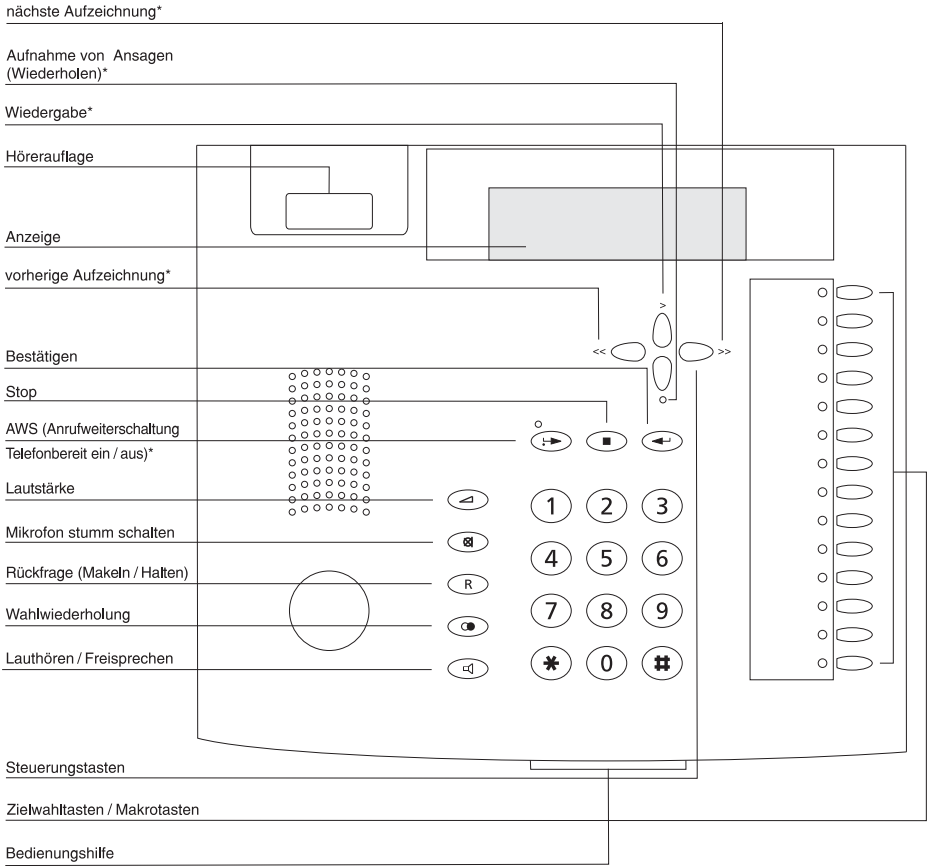 nächste Aufzeichnung*
Aufnahme von Ansagen
(Wiederholen)*
Wiedergabe*
Hörerauflage
Anzeige
vorherige Aufzeichnung*
>
<< >>
Bestätigen
Stop
AWS (Anrufweiterschaltung
Telefonbereit ein / aus)*
Lautstärke
1 2 3
Mikrofon stumm schalten
4 5 6
Rückfrage (Makeln / Halten)
R
Wahlwiederholung
7 8 9
Lauthören / Freisprechen
* 0 #
Steuerungstasten
Zielwahltasten / Makrotasten
Bedienungshilfe